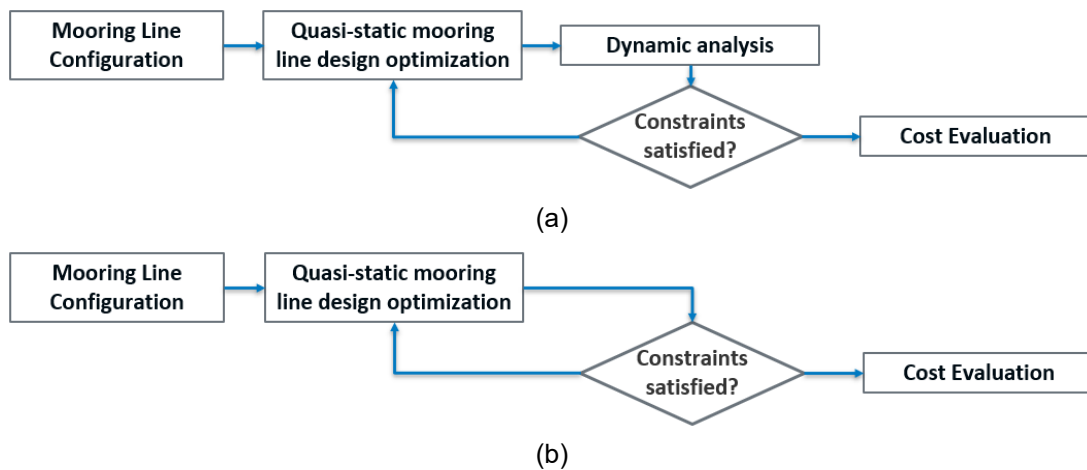 Mooring Line
Configuration
Quasi-static mooring
line design optimization
Dynamic analysis
Constraints
satisfied?
Cost Evaluation
(a)
Mooring Line
Configuration
Quasi-static mooring
line design optimization
Constraints
satisfied?
Cost Evaluation
(b)